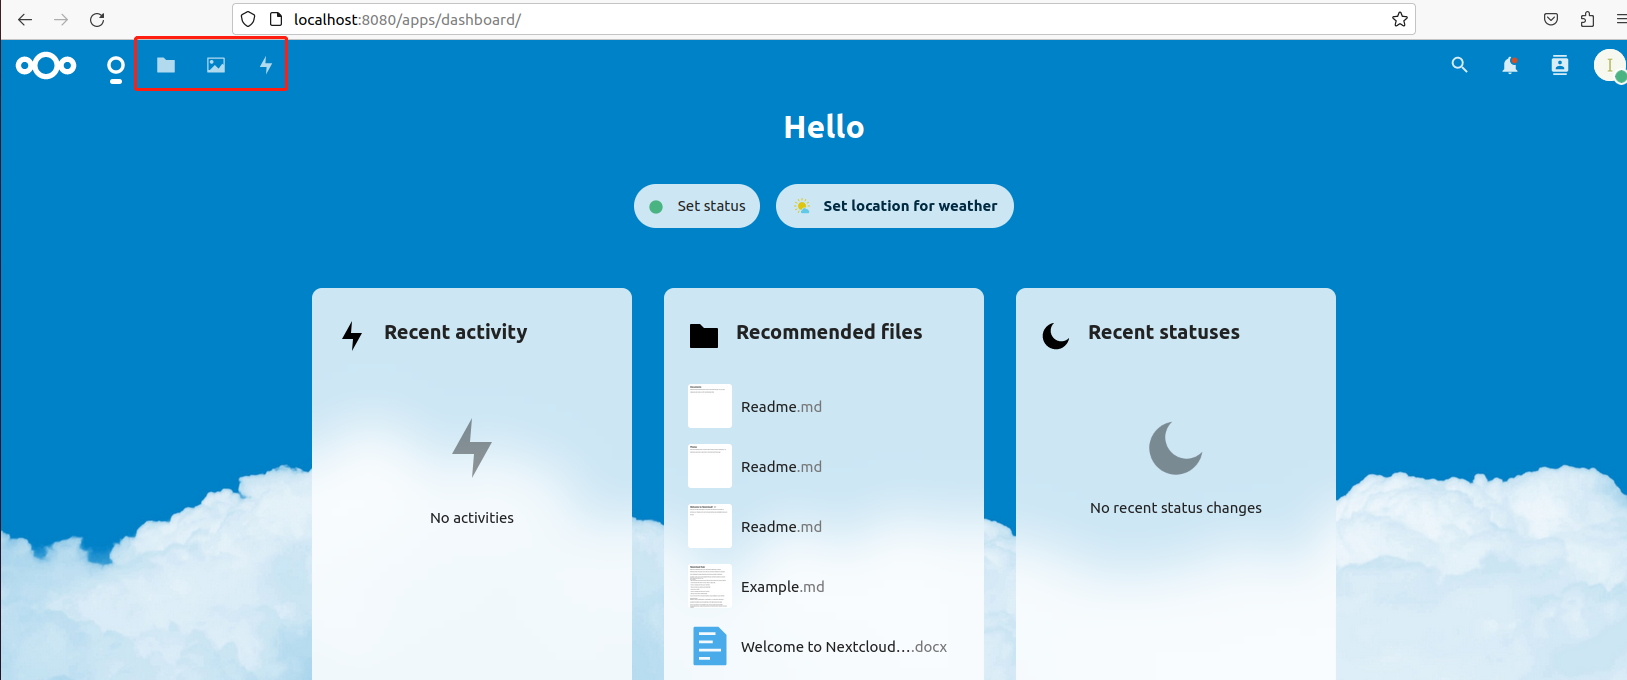 localhost:8080/apps/dashboard/
I
Hello
Set status
Set location for weather
Recent activity
No activities
Recommended files
Readme.md
Readme.md
Readme.md
Example.md
Welcome to Nextcloud....docx
Recent statuses
No recent status changes